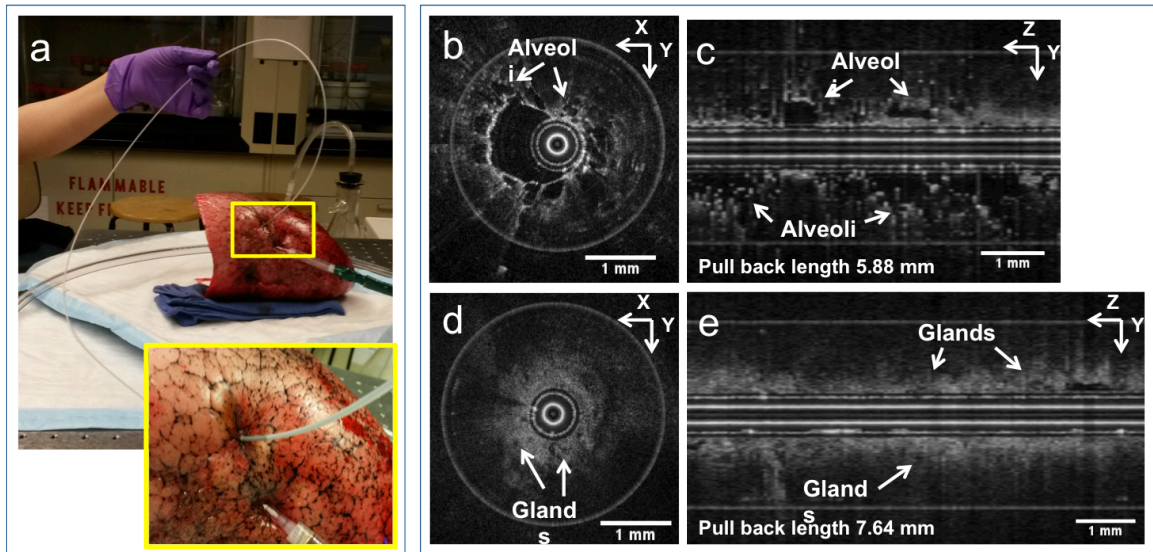 a
FLAMMABLE
KEEP F
b
X
Y
Alveol
i
1 mm
c
Z
Y
Alveol
i
Alveoli
1 mm
Pull back length 5.88 mm
d
X
Y
Gland
s
1 mm
e
Z
Y
Glands
Gland
s
1 mm
Pull back length 7.64 mm